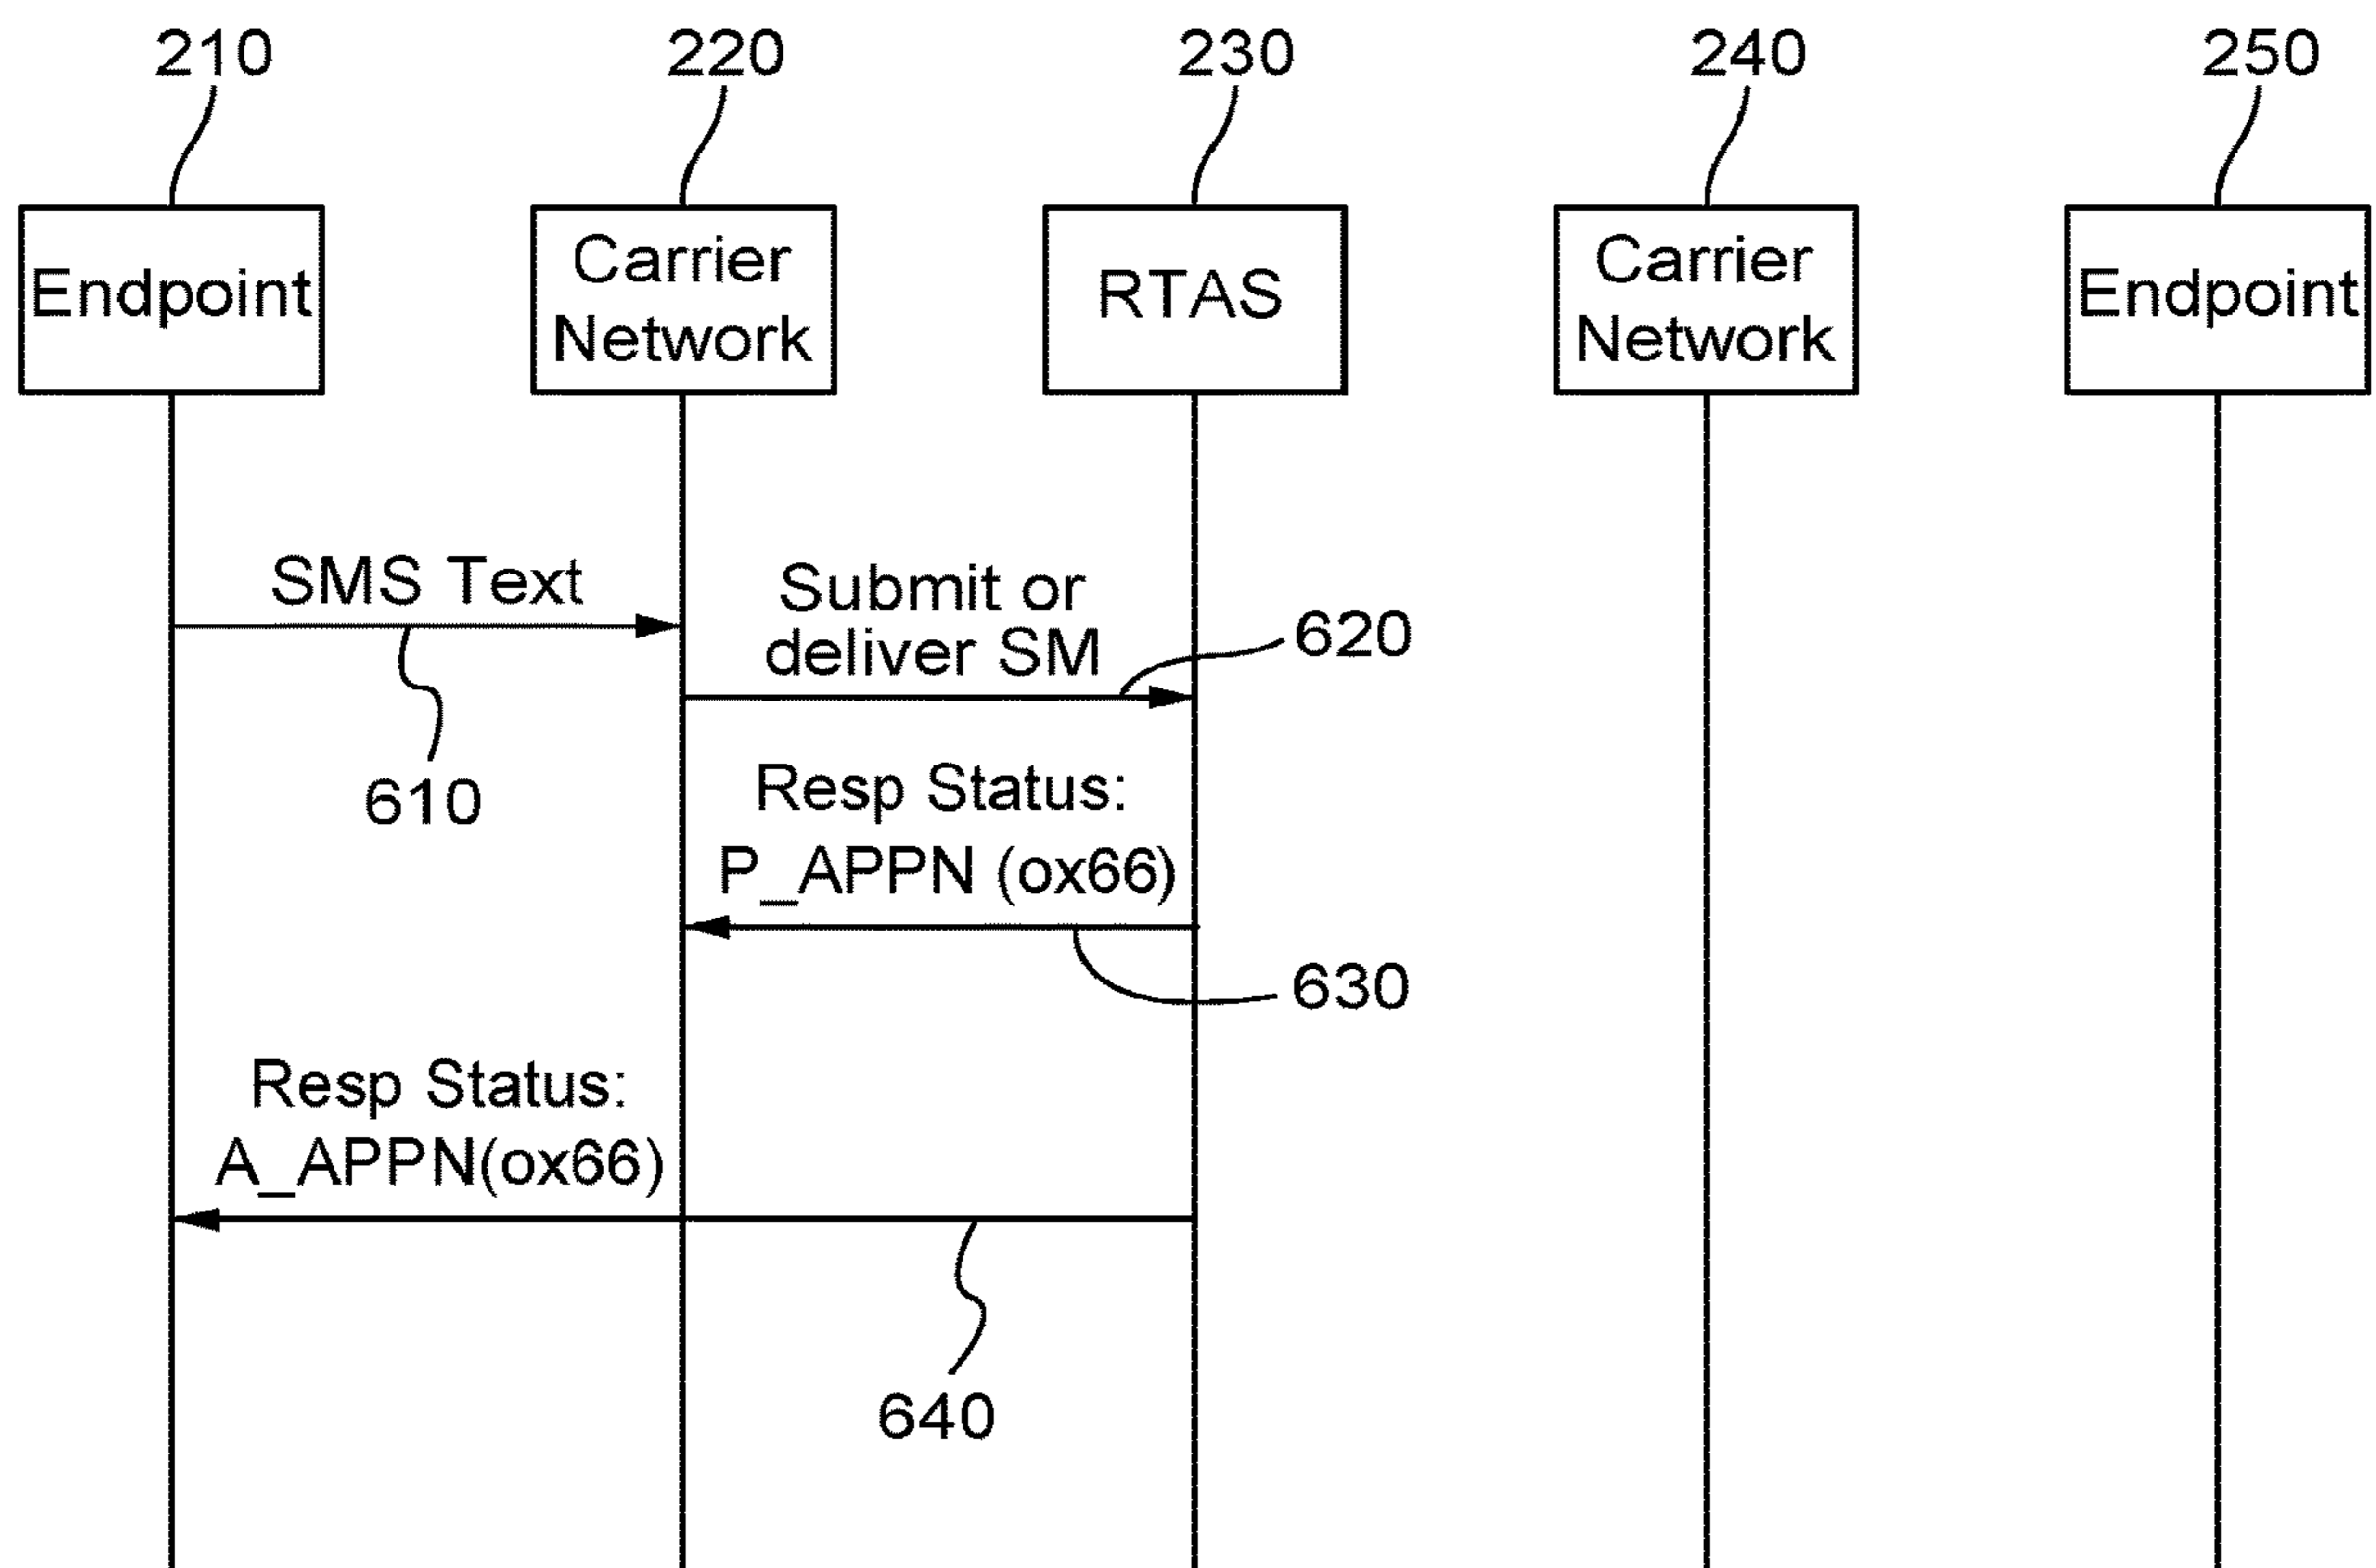 210
220
230
240
250
Endpoint
Carrier
Network
RTAS
Carrier
Network
Endpoint
SMS Text
Submit or
deliver SM
620
610
Resp Status:
P_APPN (ox66)
630
Resp Status:
A_APPN(ox66)
640